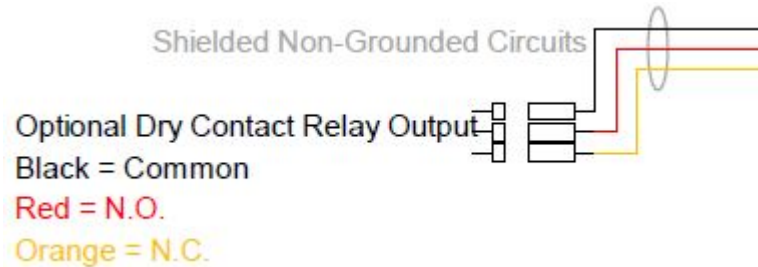 Shielded Non-Grounded Circuits
Optional Dry Contact Relay Output
Black = Common
Red = N.O.
Orange = N.C.